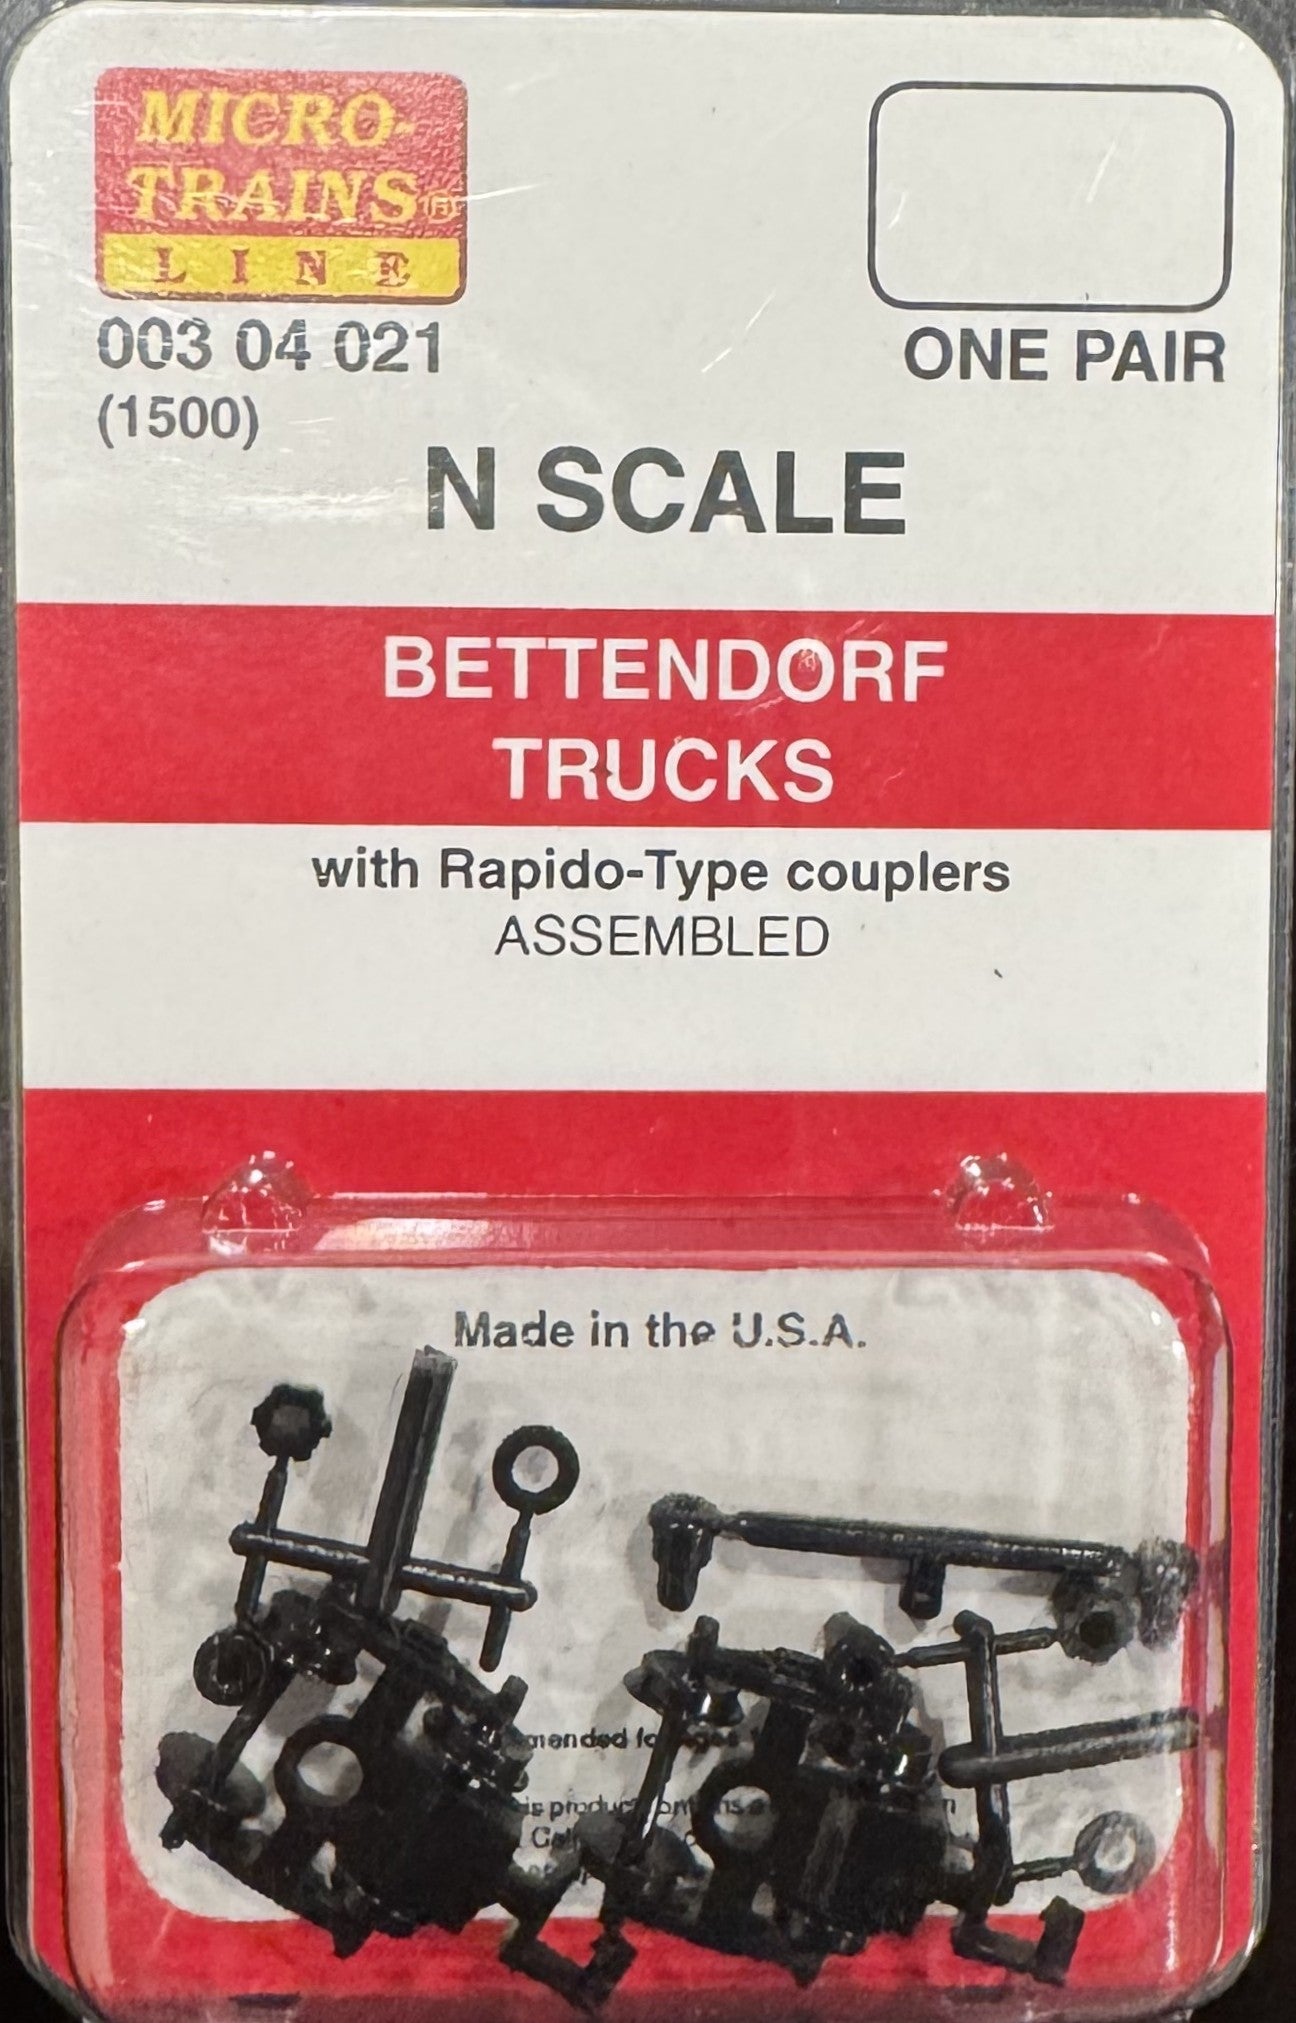 MICRO-
TRAINS®
LINE
003 04 021
(1500)
ONE PAIR
N SCALE
BETTENDORF
TRUCKS
with Rapido-Type couplers
ASSEMBLED
Made in the U.S.A.